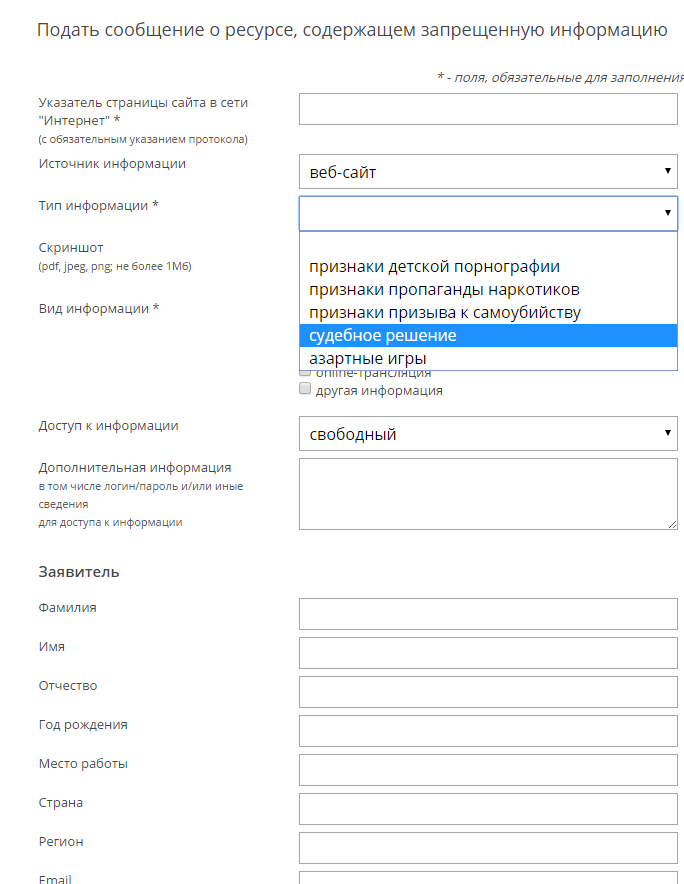 Подать сообщение о ресурсе, содержащем запрещенную информацию
* - поля, обязательные для заполнения
Указатель страницы сайта в сети
"Интернет" *
(с обязательным указанием протокола)
Источник информации
веб-сайт
Тип информации *
Скриншот
(pdf, jpeg, png; не более 1Мб)
признаки детской порнографии
признаки пропаганды наркотиков
признаки призыва к самоубийству
судебное решение
азартные игры
Вид информации *
online-трансляция
другая информация
Доступ к информации
свободный
Дополнительная информация
в том числе логин/пароль и/или иные
сведения
для доступа к информации
Заявитель
Фамилия
Имя
Отчество
Год рождения
Место работы
Страна
Регион
Email